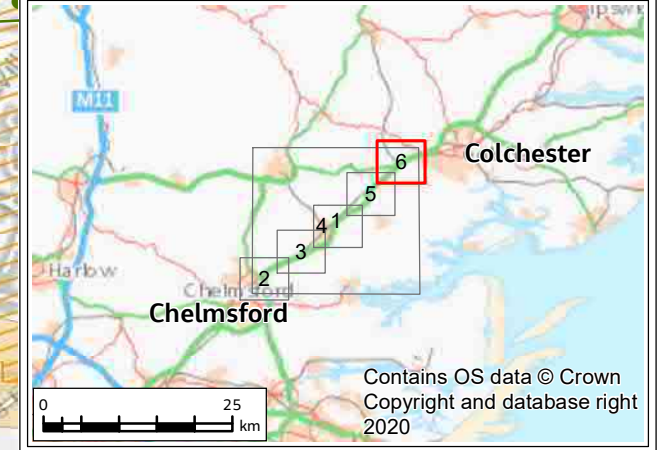 M11
6
Colchester
5
4
1
3
Harlow
2
Chelmsford
Chelmsford
Contains OS data © Crown
Copyright and database right
2020
0
25
km